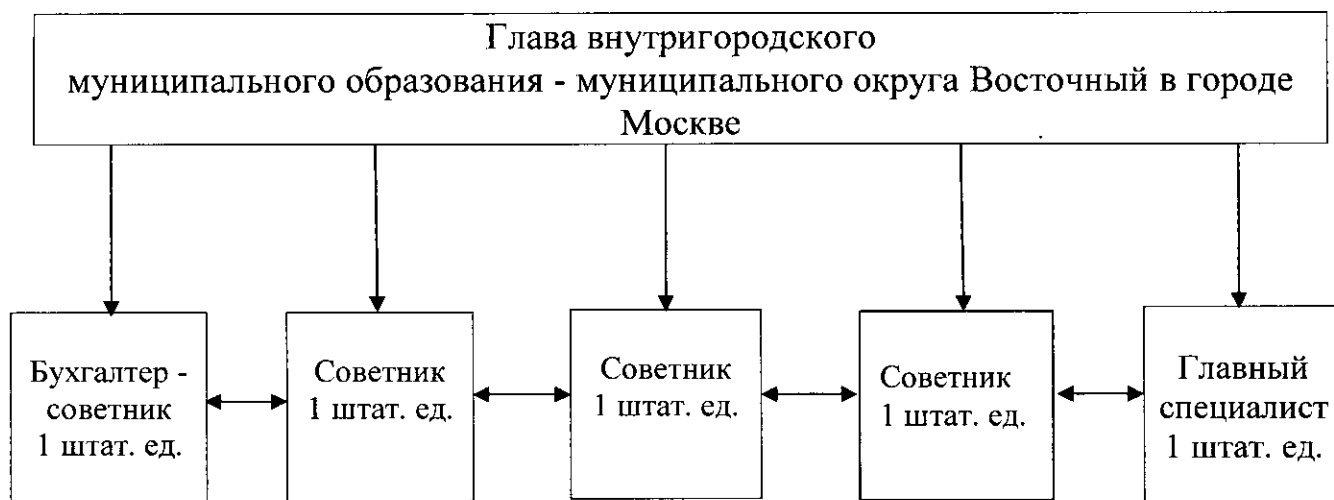 Глава внутригородского
муниципального образования - муниципального округа Восточный в городе
Москве
Бухгалтер -
советник
1 штат. ед.
Советник
1 штат. ед.
Советник
1 штат. ед.
Советник
1 штат. ед.
Главный
специалист
1 штат. ед.